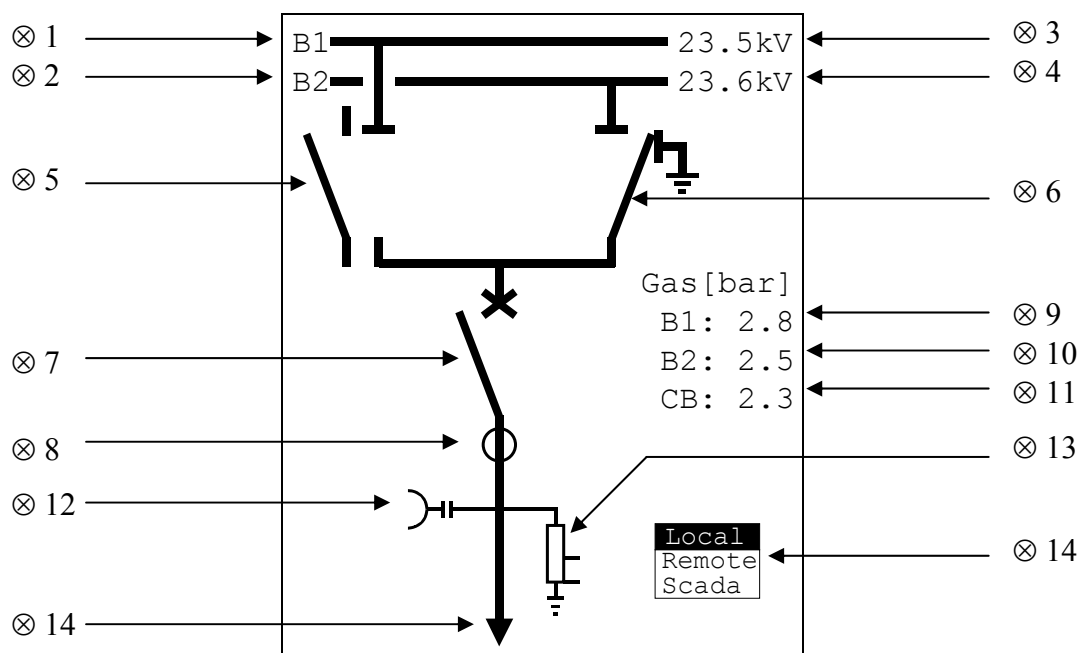 ⊗ 1
B1
23.5kV
⊗ 3
⊗ 2
B2
23.6kV
⊗ 4
⊗ 5
⊗ 6
Gas[bar]
B1: 2.8
⊗ 9
⊗ 7
B2: 2.5
⊗ 10
CB: 2.3
⊗ 11
⊗ 8
⊗ 13
⊗ 12
Local
Remote
Scada
⊗ 14
⊗ 14